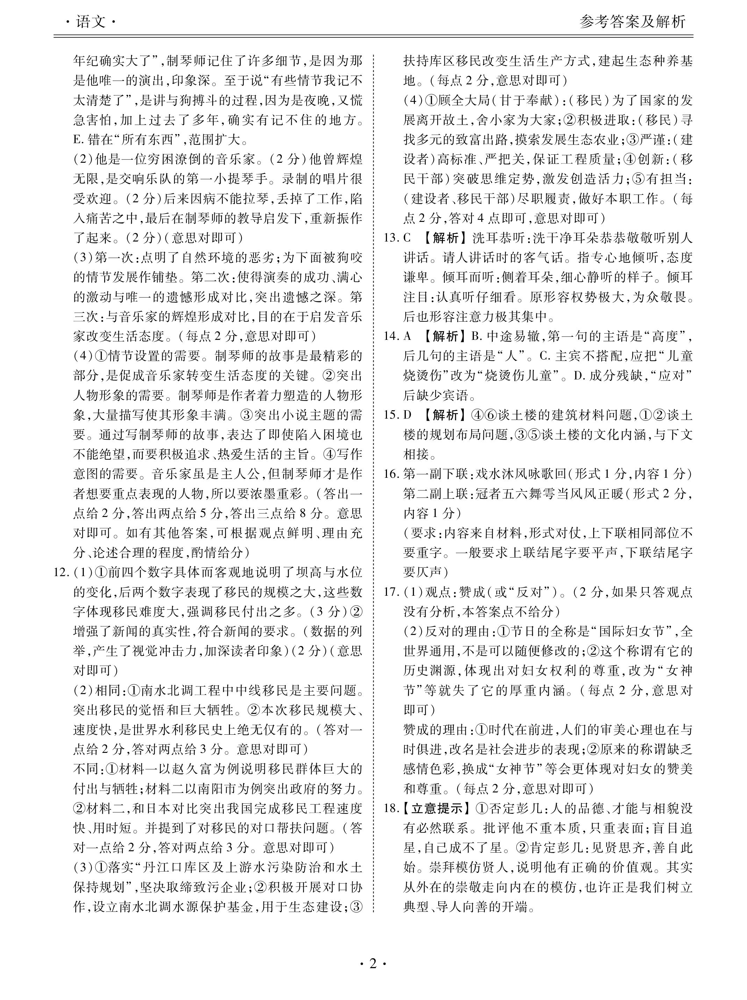 ·语文·
参考答案及解析
年纪确实大了”,制琴师记住了许多细节,是因为那
是他唯一的演出,印象深。至于说“有些情节我记不
太清楚了”,是讲与狗搏斗的过程,因为是夜晚,又慌
急害怕,加上过去了多年,确实有记不住的地方。
E. 错在“所有东西”,范围扩大。
(2)他是一位穷困潦倒的音乐家。(2 分)他曾辉煌
无限,是交响乐队的第一小提琴手。录制的唱片很
受欢迎。(2 分)后来因病不能拉琴,丢掉了工作,陷
入痛苦之中,最后在制琴师的教导启发下,重新振作
了起来。(2 分)(意思对即可)
(3)第一次:点明了自然环境的恶劣;为下面被狗咬
的情节发展作铺垫。第二次:使得演奏的成功、满心
的激动与唯一的遗憾形成对比,突出遗憾之深。第
三次:与音乐家的辉煌形成对比,目的在于启发音乐
家改变生活态度。(每点 2 分,意思对即可)
(4)①情节设置的需要。制琴师的故事是最精彩的
部分,是促成音乐家转变生活态度的关键。②突出
人物形象的需要。制琴师是作者着力塑造的人物形
象,大量描写使其形象丰满。③突出小说主题的需
要。通过写制琴师的故事,表达了即使陷入困境也
不能绝望,而要积极追求、热爱生活的主旨。④写作
意图的需要。音乐家虽是主人公,但制琴师才是作
者想要重点表现的人物,所以要浓墨重彩。(答出一
点给 2 分,答出两点给 5 分,答出三点给 8 分。意思
对即可。如有其他答案,可根据观点鲜明、理由充
分、论述合理的程度,酌情给分)
12. (1)①前四个数字具体而客观地说明了坝高与水位
的变化,后两个数字表现了移民的规模之大,这些数
字体现移民难度大,强调移民付出之多。(3 分)②
增强了新闻的真实性,符合新闻的要求。(数据的列
举,产生了视觉冲击力,加深读者印象)(2 分)(意思
对即可)
(2)相同:①南水北调工程中中线移民是主要问题。
突出移民的觉悟和巨大牺牲。②本次移民规模大、
速度快,是世界水利移民史上绝无仅有的。(答对一
点给 2 分,答对两点给 3 分。意思对即可)
不同:①材料一以赵久富为例说明移民群体巨大的
付出与牺牲;材料二以南阳市为例突出政府的努力。
②材料二,和日本对比突出我国完成移民工程速度
快、用时短。并提到了对移民的对口帮扶问题。(答
对一点给 2 分,答对两点给 3 分。意思对即可)
(3)①落实“丹江口库区及上游水污染防治和水土
保持规划”,坚决取缔致污企业;②积极开展对口协
作,设立南水北调水源保护基金,用于生态建设;③
扶持库区移民改变生活生产方式,建起生态种养基
地。(每点 2 分,意思对即可)
(4)①顾全大局(甘于奉献):(移民)为了国家的发
展离开故土,舍小家为大家;②积极进取:(移民)寻
找多元的致富出路,摸索发展生态农业;③严谨:(建
设者)高标准、严把关,保证工程质量;④创新:(移
民干部)突破思维定势,激发创造活力;⑤有担当:
(建设者、移民干部)尽职履责,做好本职工作。(每
点 2 分,答对 4 点即可,意思对即可)
13. C 【解析】洗耳恭听:洗干净耳朵恭恭敬敬听别人
讲话。请人讲话时的客气话。指专心地倾听,态度
谦卑。倾耳而听:侧着耳朵,细心静听的样子。倾耳
注目:认真听仔细看。原形容权势极大,为众敬畏。
后也形容注意力极其集中。
14. A 【解析】B. 中途易辙,第一句的主语是“高度”,
后几句的主语是“人”。C. 主宾不搭配,应把“儿童
烧烫伤”改为“烧烫伤儿童”。D. 成分残缺,“应对”
后缺少宾语。
15. D 【解析】④⑥谈土楼的建筑材料问题,①②谈土
楼的规划布局问题,③⑤谈土楼的文化内涵,与下文
相接。
16. 第一副下联:戏水沐风咏歌回(形式 1 分,内容 1 分)
第二副上联:冠者五六舞雩当风风正暖(形式 2 分,
内容 1 分)
(要求:内容来自材料,形式对仗,上下联相同部位不
要重字。一般要求上联结尾字要平声,下联结尾字
要仄声)
17. (1)观点:赞成(或“反对”)。(2 分,如果只答观点
没有分析,本答案点不给分)
(2)反对的理由:①节日的全称是“国际妇女节”,全
世界通用,不是可以随便修改的;②这个称谓有它的
历史渊源,体现出对妇女权利的尊重,改为“女神
节”等就失了它的厚重内涵。(每点 2 分,意思对
即可)
赞成的理由:①时代在前进,人们的审美心理也在与
时俱进,改名是社会进步的表现;②原来的称谓缺乏
感情色彩,换成“女神节”等会更体现对妇女的赞美
和尊重。(每点 2 分,意思对即可)
18.【立意提示】①否定彭几:人的品德、才能与相貌没
有必然联系。批评他不重本质,只重表面;盲目追
星,自己成不了星。②肯定彭几:见贤思齐,善自此
始。崇拜模仿贤人,说明他有正确的价值观。其实
从外在的崇敬走向内在的模仿,也许正是我们树立
典型、导人向善的开端。
·2·